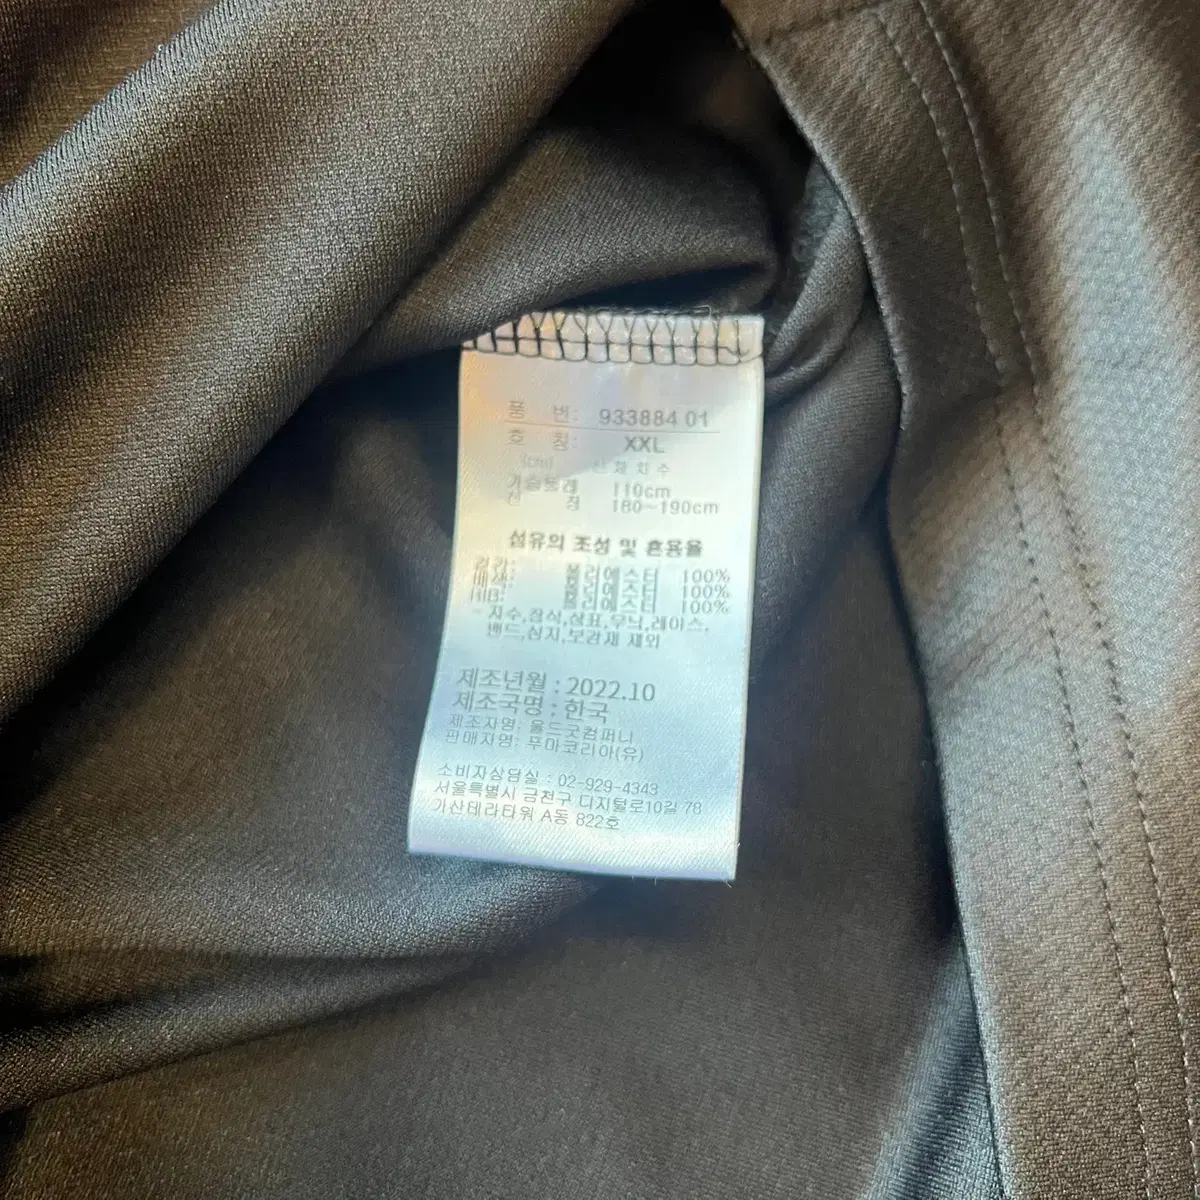 품 번: 933884 01
호 칭: XXL
(cm) 신체치수
가슴둘레 110cm
신 장 180~190cm
섬유의 조성 및 혼용율
겉감: 폴리에스터 100%
배색: 폴리에스터 100%
RIB: 폴리에스터 100%
- 자수,장식,상표,무늬,레이스,
밴드,심지,보강재 제외
제조년월 : 2022.10
제조국명 : 한국
제조자명: 올드굿컴퍼니
판매자명: 푸마코리아(유)
소비자상담실 : 02-929-4343
서울특별시 금천구 디지털로10길 78
가산테라타워 A동 822호